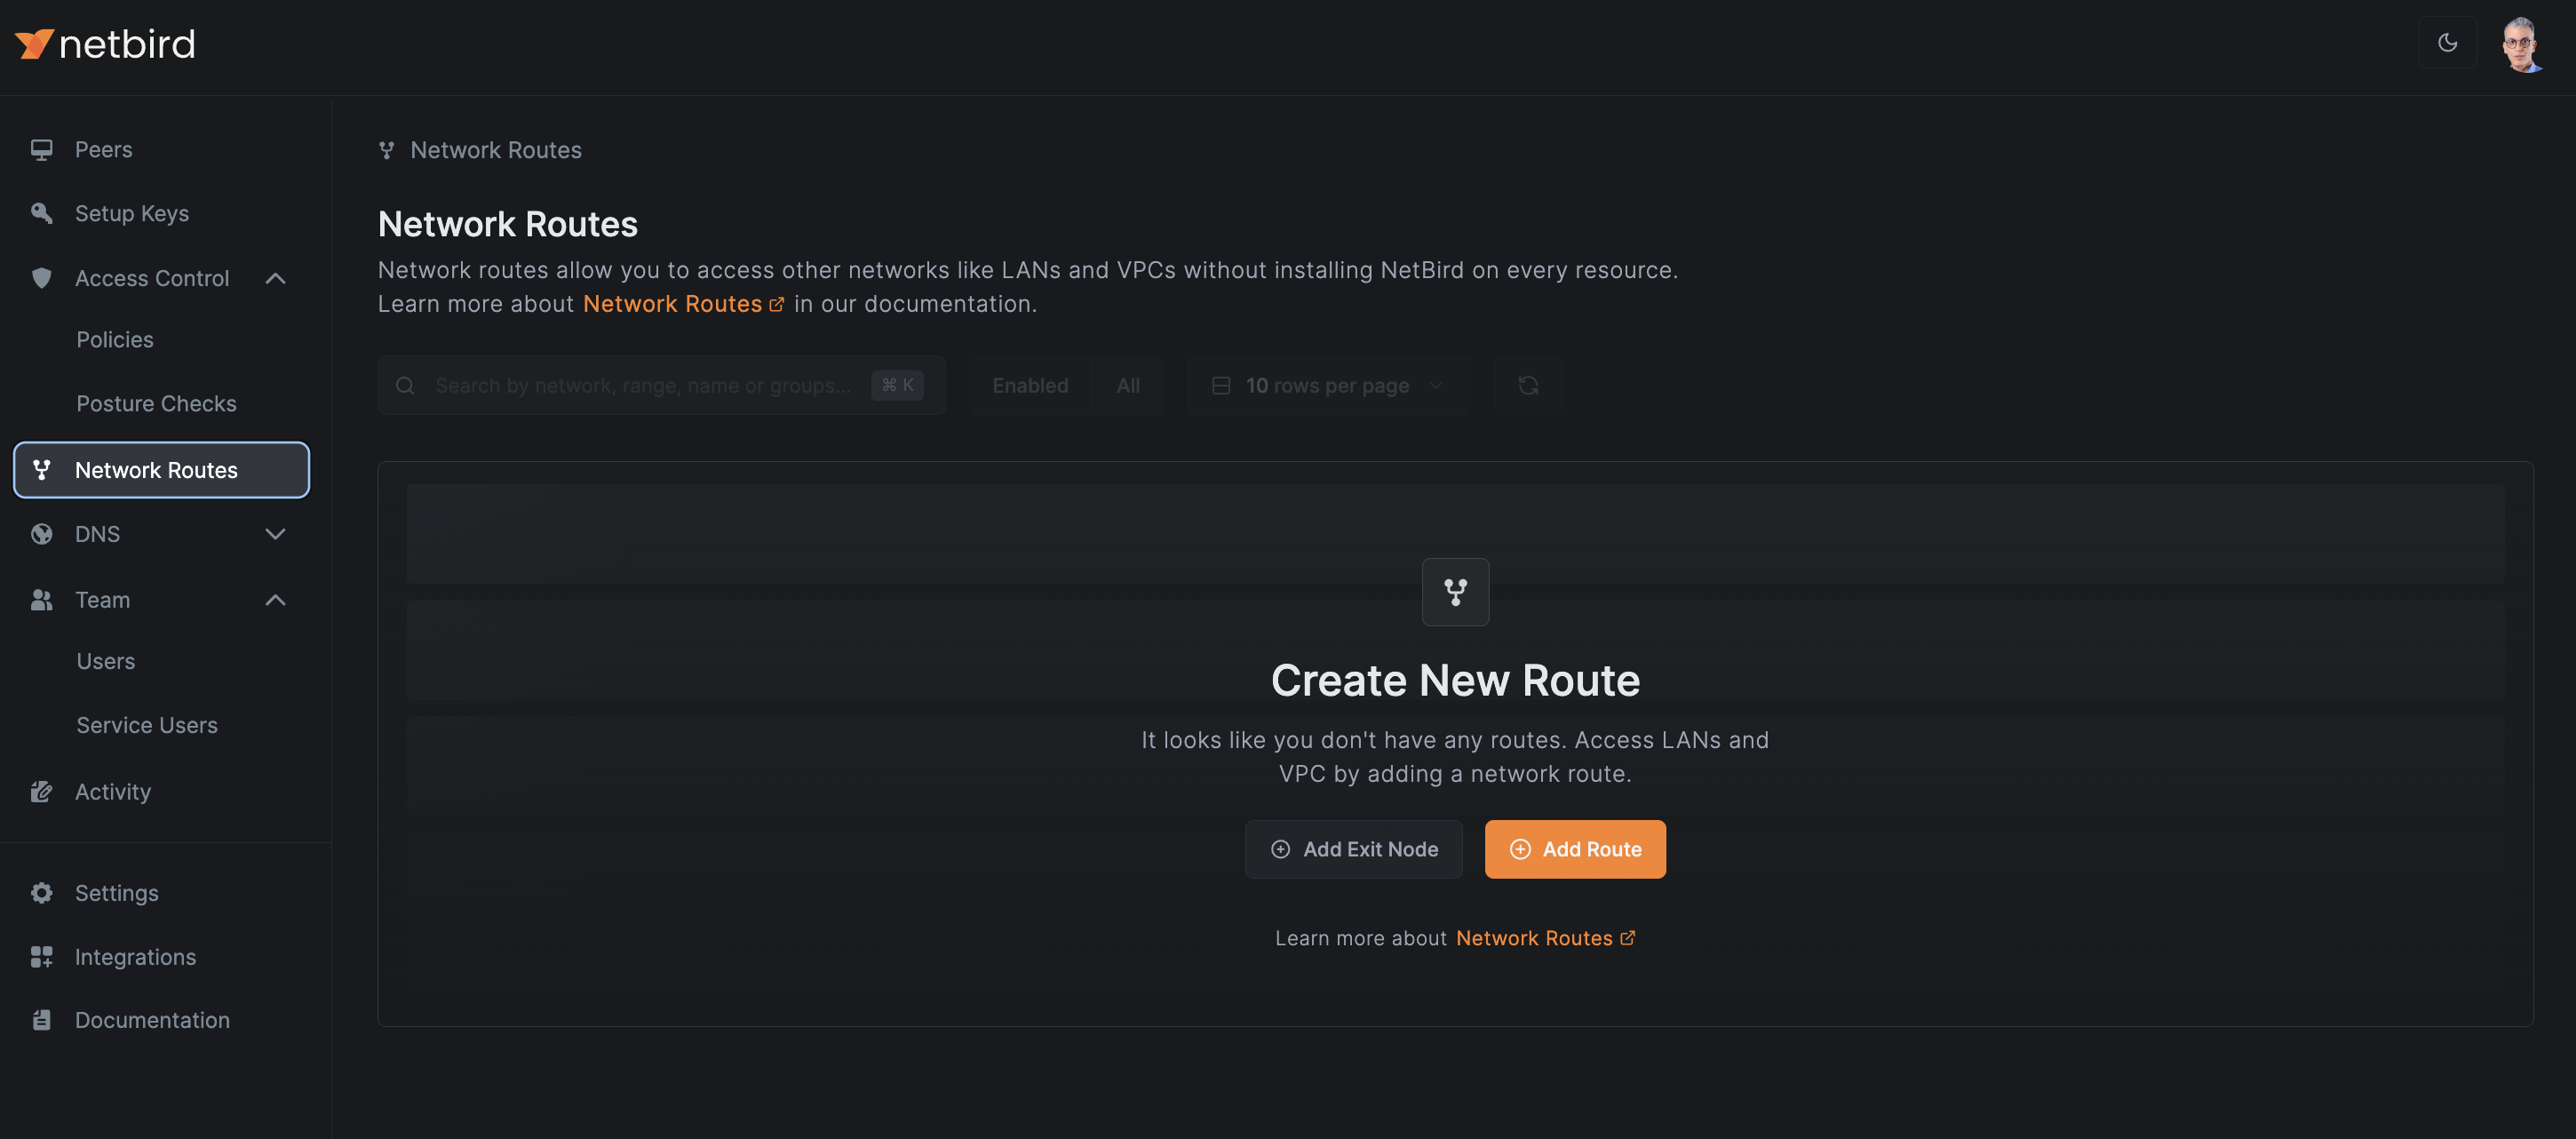 netbird
Peers
Setup Keys
Access Control
Policies
Posture Checks
Network Routes
DNS
Team
Users
Service Users
Activity
Settings
Integrations
Documentation
Network Routes
Network Routes
Network routes allow you to access other networks like LANs and VPCs without installing NetBird on every resource.
Learn more about Network Routes in our documentation.
Search by network, range, name or groups... ⌘ K Enabled All 10 rows per page
Create New Route
It looks like you don't have any routes. Access LANs and
VPC by adding a network route.
Add Exit Node Add Route
Learn more about Network Routes